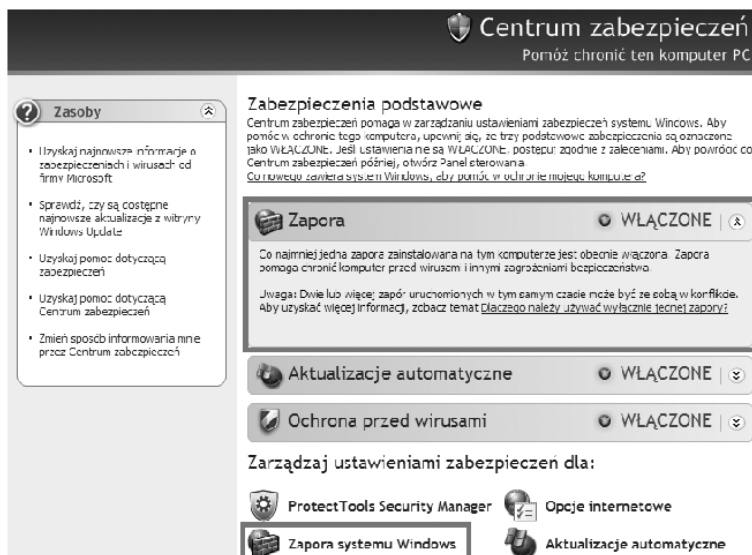 Centrum zabezpieczeń
Pomóż chronić ten komputer PC
Zasoby
• Uzyskaj najnowsze informacje o
zabezpieczeniach i wirusach od
firmy Microsoft
• Sprawdź, czy są dostępne
najnowsze aktualizacje z witryny
Windows Update
• Uzyskaj pomoc dotyczącą
zabezpieczeń
• Uzyskaj pomoc dotyczącą
Centrum zabezpieczeń
• Zmień sposób informowania mnie
przez Centrum zabezpieczeń
Zabezpieczenia podstawowe
Centrum zabezpieczeń pomaga w zarządzaniu ustawieniami zabezpieczeń systemu Windows. Aby
pomóc w ochronie tego komputera, upewnij się, że trzy podstawowe zabezpieczenia są oznaczone
jako WŁĄCZONE. Jeśli ustawienia nie są WŁĄCZONE, postępuj zgodnie z zaleceniami. Aby powrócić do
Centrum zabezpieczeń później, otwórz Panel sterowania.
Co nowego zawiera system Windows, aby pomóc w ochronie mojego komputera?
Zapora WŁĄCZONE
Co najmniej jedna zapora zainstalowana na tym komputerze jest obecnie włączona. Zapora
pomaga chronić komputer przed wirusami i innymi zagrożeniami bezpieczeństwa.
Uwaga: Dwie lub więcej zapór uruchomionych w tym samym czasie może być ze sobą w konflikcie.
Aby uzyskać więcej informacji, zobacz temat Dlaczego należy używać wyłącznie jednej zapory?
Aktualizacje automatyczne WŁĄCZONE
Ochrona przed wirusami WŁĄCZONE
Zarządzaj ustawieniami zabezpieczeń dla:
ProtectTools Security Manager Opcje internetowe
Zapora systemu Windows Aktualizacje automatyczne